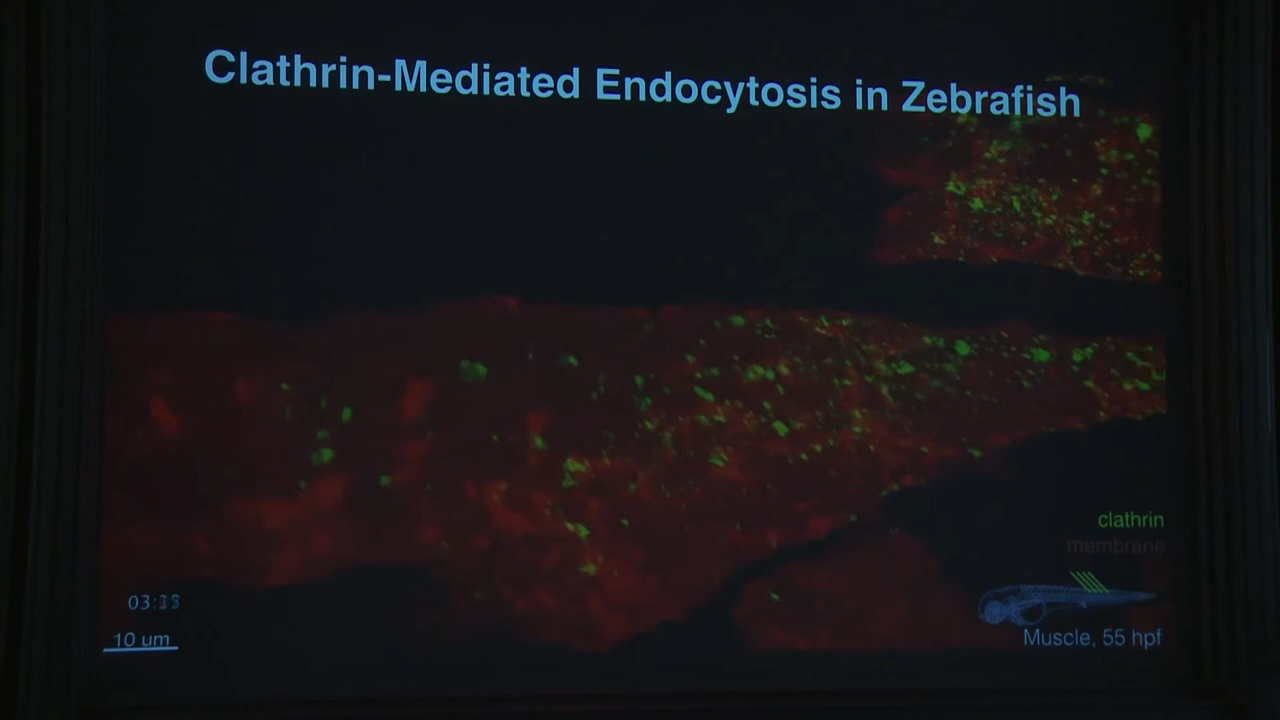 Clathrin-Mediated Endocytosis in Zebrafish
clathrin
membrane
10 um
Muscle, 55 hpf